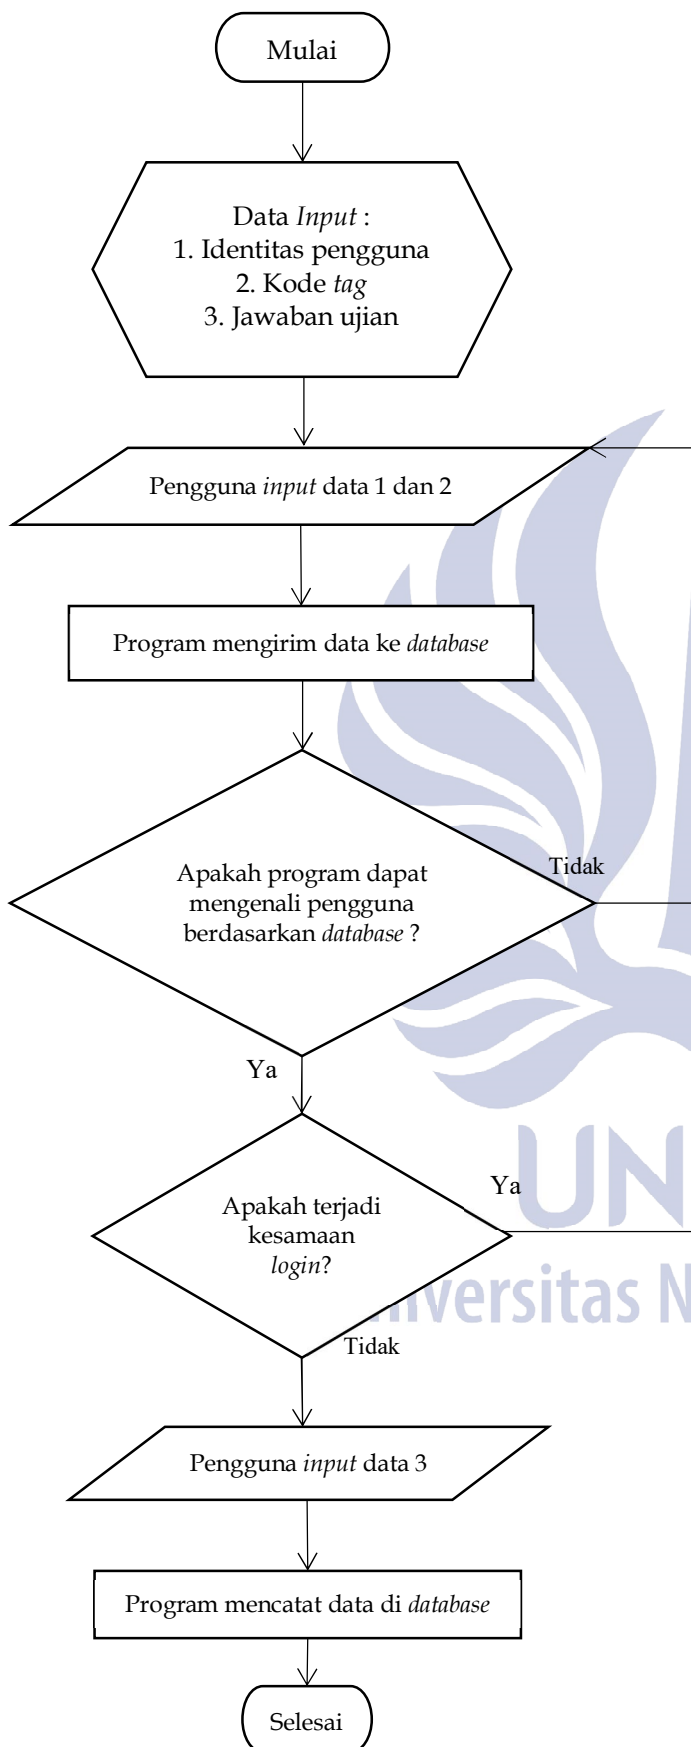 Mulai
Data Input :
1. Identitas pengguna
2. Kode tag
3. Jawaban ujian
Pengguna input data 1 dan 2
Program mengirim data ke database
Apakah program dapat
mengenali pengguna
berdasarkan database ?
Tidak
Ya
Apakah terjadi
kesamaan
login?
Ya
UN
versitas N
Tidak
Pengguna input data 3
Program mencatat data di database
Selesai